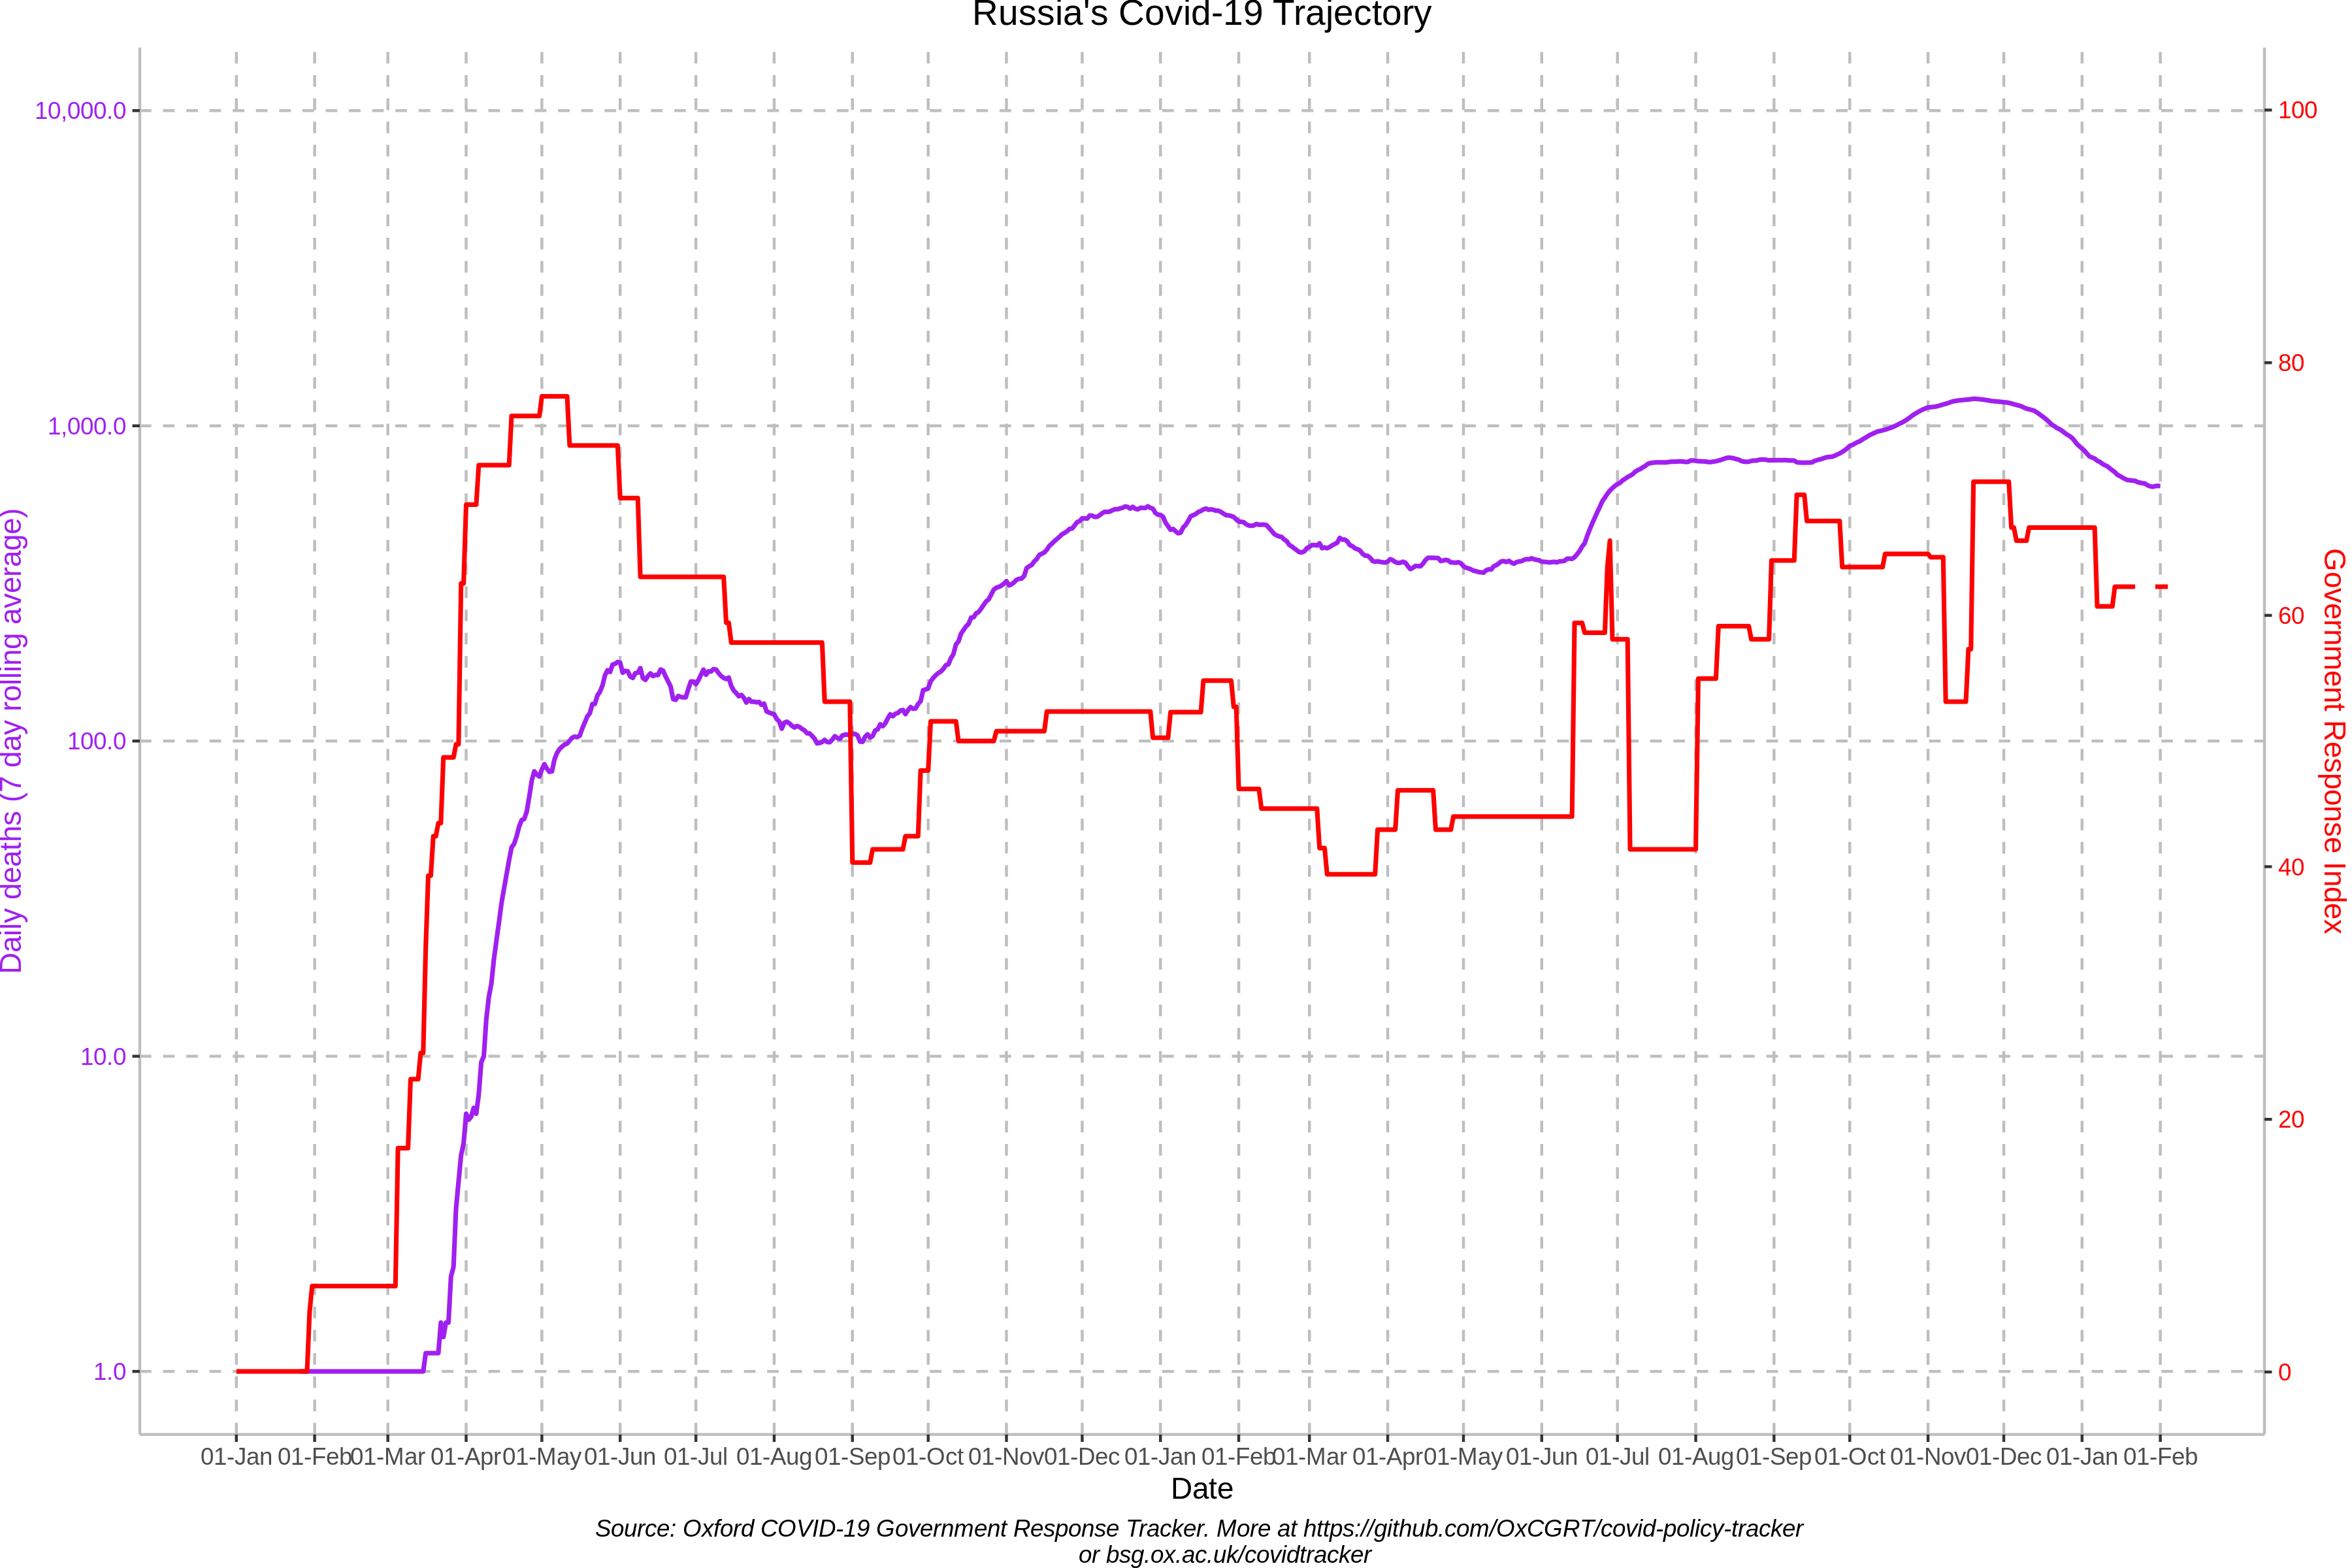 Russia's Covid-19 Trajectory
10,000.0
1,000.0
100.0
10.0
1.0
Daily deaths (7 day rolling average)
100
80
60
40
20
0
Government Response Index
01-Jan 01-Feb 01-Mar 01-Apr 01-May 01-Jun 01-Jul 01-Aug 01-Sep 01-Oct 01-Nov 01-Dec 01-Jan 01-Feb 01-Mar 01-Apr 01-May 01-Jun 01-Jul 01-Aug 01-Sep 01-Oct 01-Nov 01-Dec 01-Jan 01-Feb
Date
Source: Oxford COVID-19 Government Response Tracker. More at https://github.com/OxCGRT/covid-policy-tracker
or bsg.ox.ac.uk/covidtracker